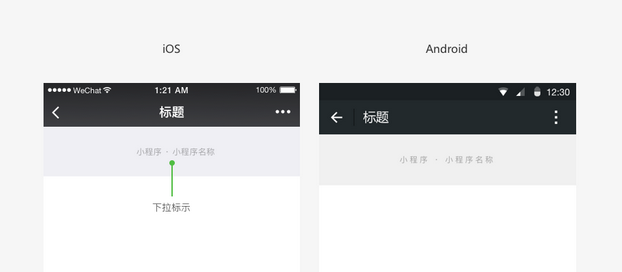 iOS
Android
WeChat 1:21 AM 100%
12:30
标题
标题
小程序 · 小程序名称
小程序 · 小程序名称
下拉标示